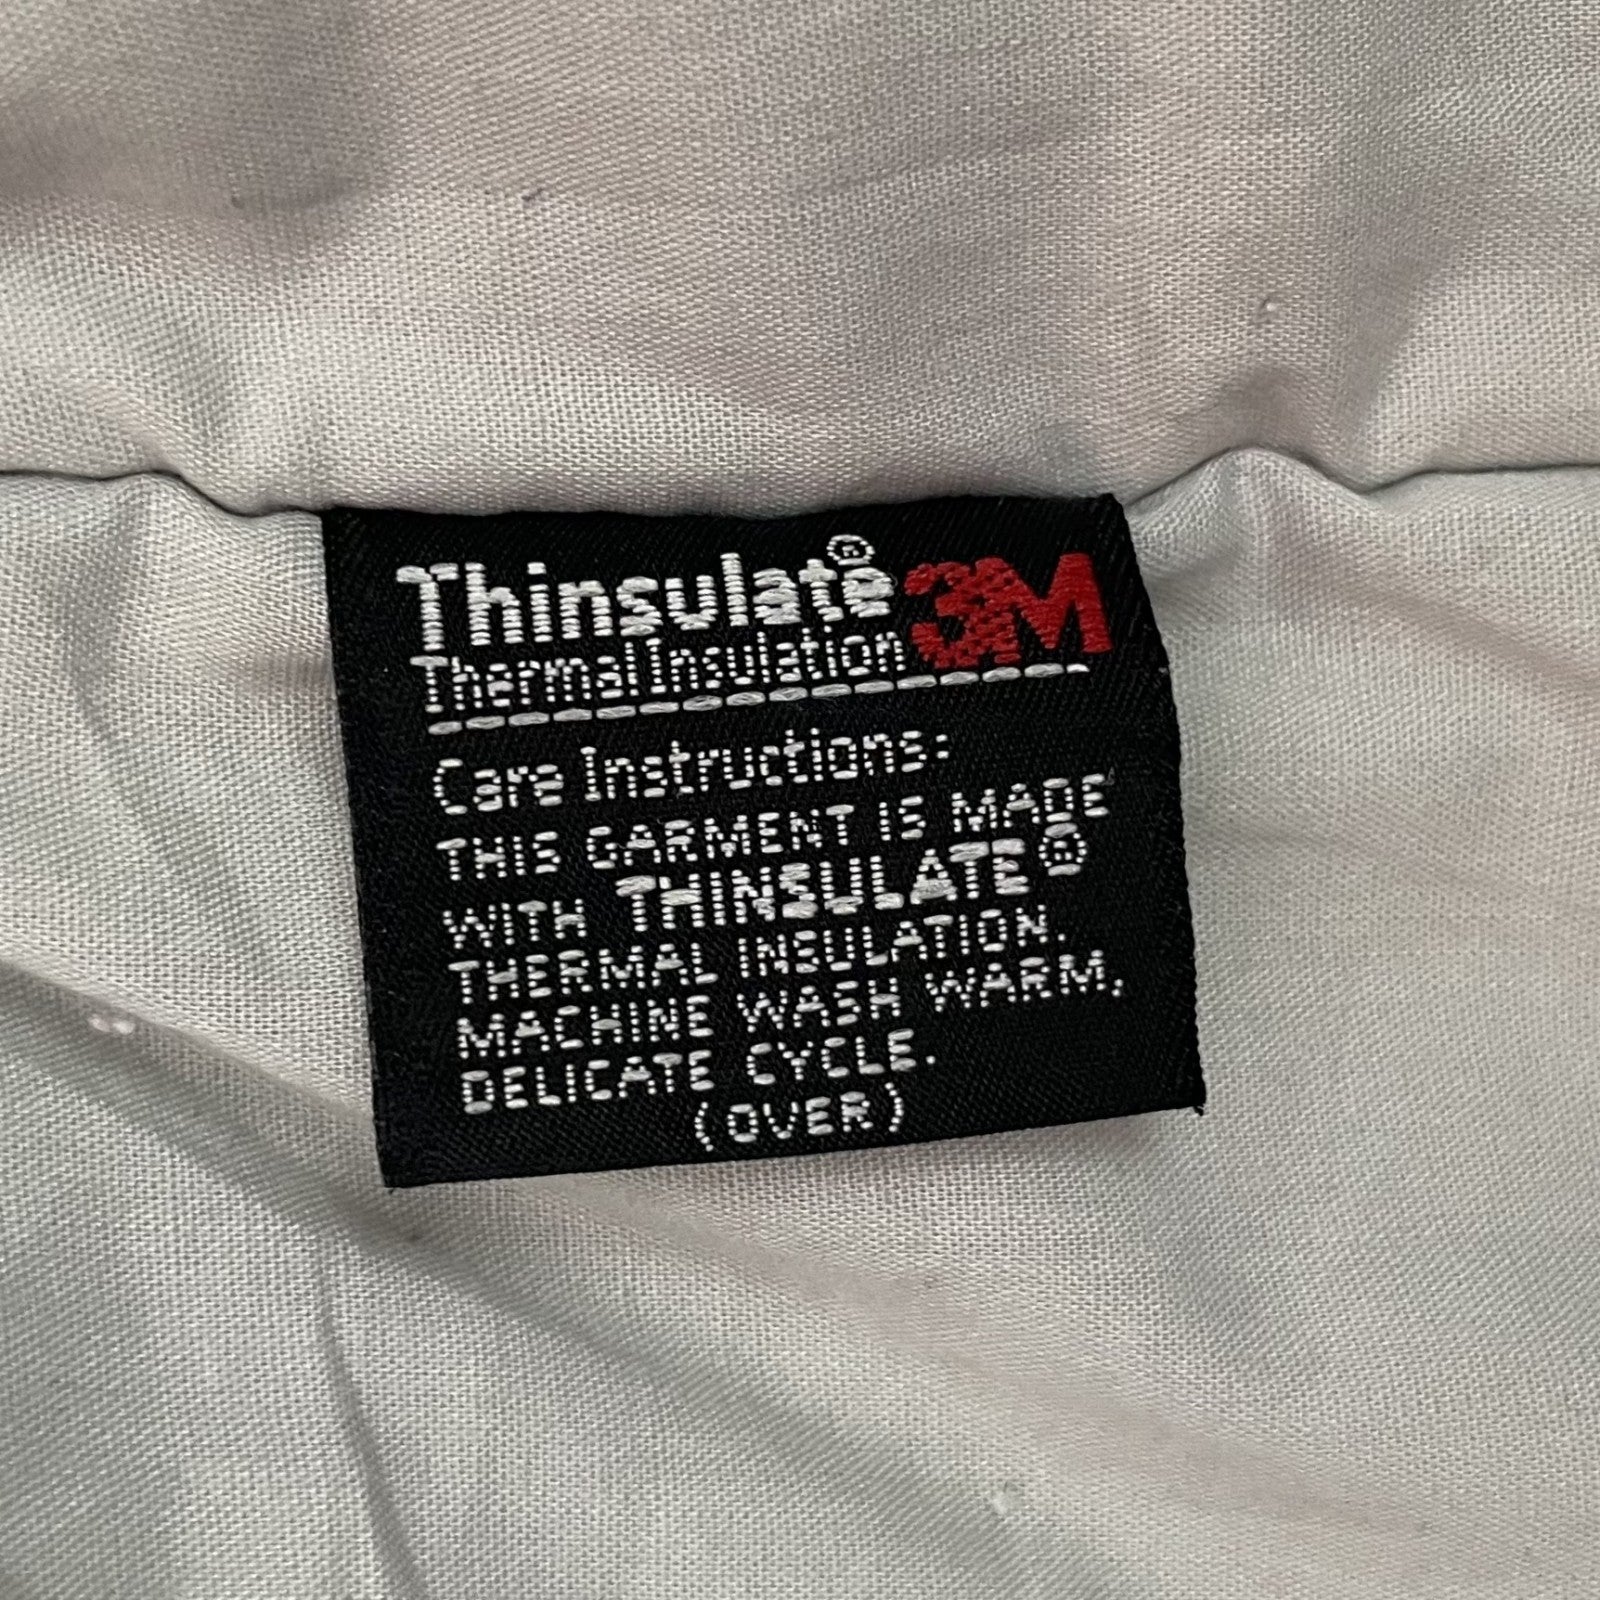 Thinsulate® 3M
Thermal Insulation
Care Instructions:
THIS GARMENT IS MADE
WITH THINSULATE®
THERMAL INSULATION.
MACHINE WASH WARM,
DELICATE CYCLE.
(OVER)